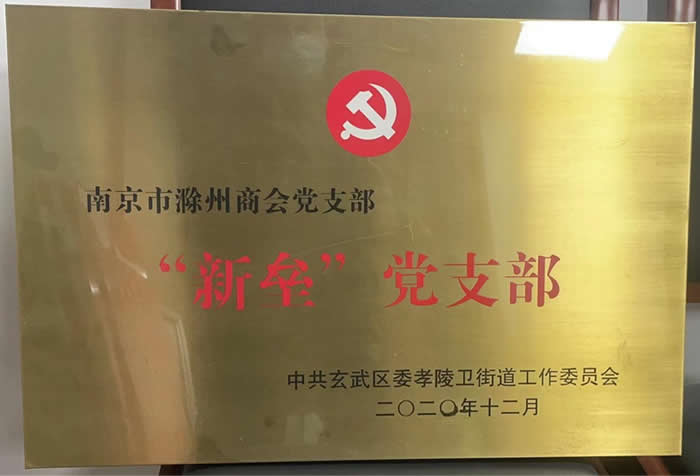 南京市滁州商会党支部
“新垒”党支部
中共玄武区委孝陵卫街道工作委员会
二〇二〇年十二月